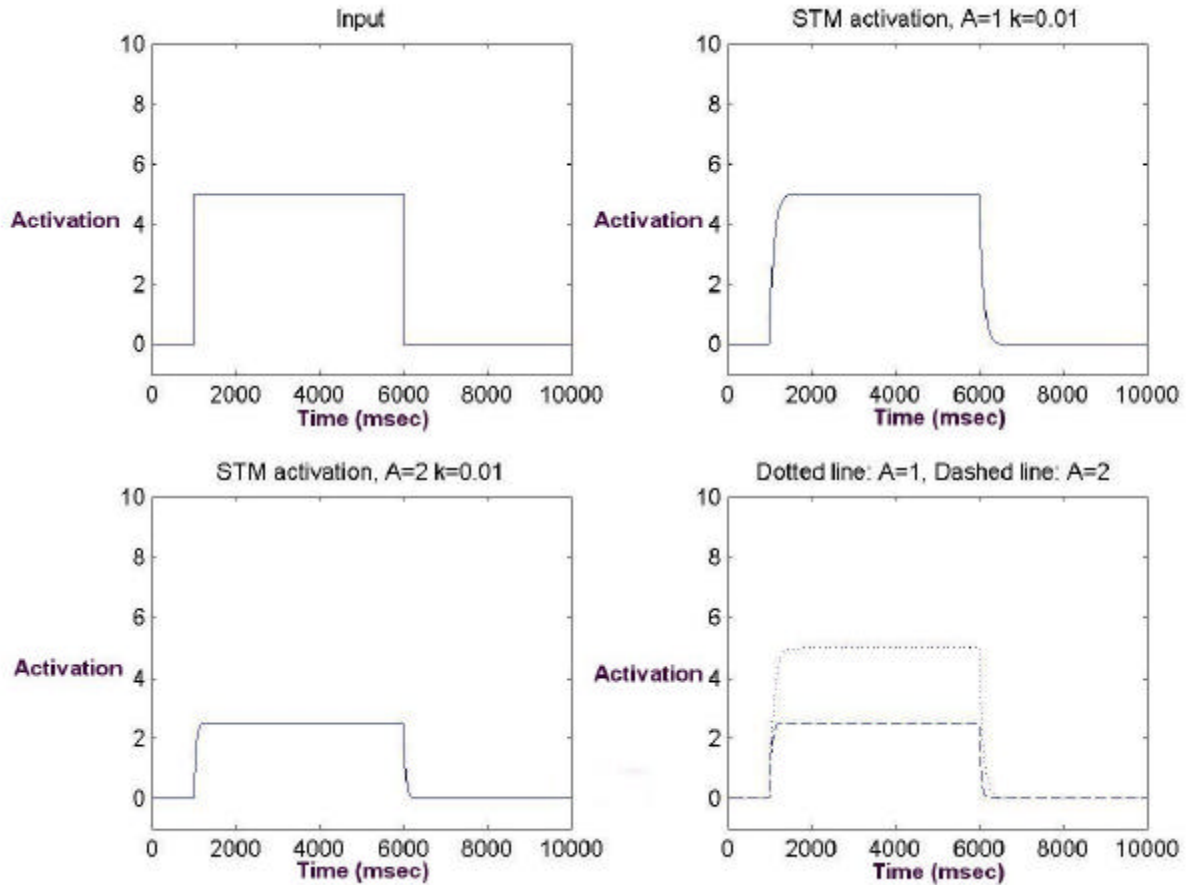 Input
10
8
6
4
2
0
Activation
0 2000 4000 6000 8000 10000
Time (msec)
STM activation, A=1 k=0.01
10
8
6
4
2
0
Activation
0 2000 4000 6000 8000 10000
Time (msec)
STM activation, A=2 k=0.01
10
8
6
4
2
0
Activation
0 2000 4000 6000 8000 10000
Time (msec)
Dotted line: A=1, Dashed line: A=2
10
8
6
4
2
0
Activation
0 2000 4000 6000 8000 10000
Time (msec)